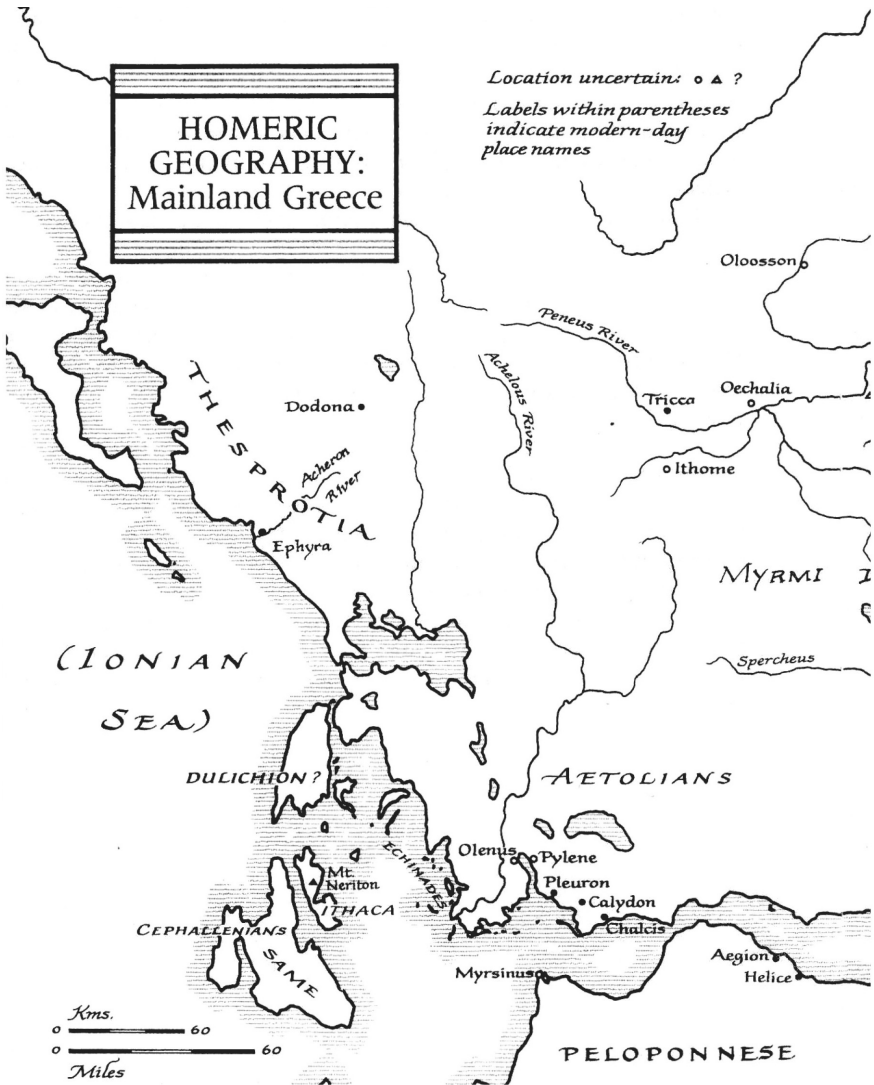 HOMERIC
GEOGRAPHY:
Mainland Greece
Location uncertain: ?
Labels within parentheses
indicate modern-day
place names
Oloosson
Peneus River
Achelous River
Tricca
Oechalia
Dodona
THESPROTIA
Acheron
River
Ithome
Ephyra
MYRMI
(IONIAN
SEA)
Spercheus
DULICHION?
AETOLIANS
ECHINADES
Olenus
Pylene
Mt.
Neriton
Pleuron
Calydon
ITHACA
CEPHALLENIANS
Chalcis
SAME
Aegion
Myrsinus
Helice
Kms.
0 60
0 60
Miles
PELOPONNESE